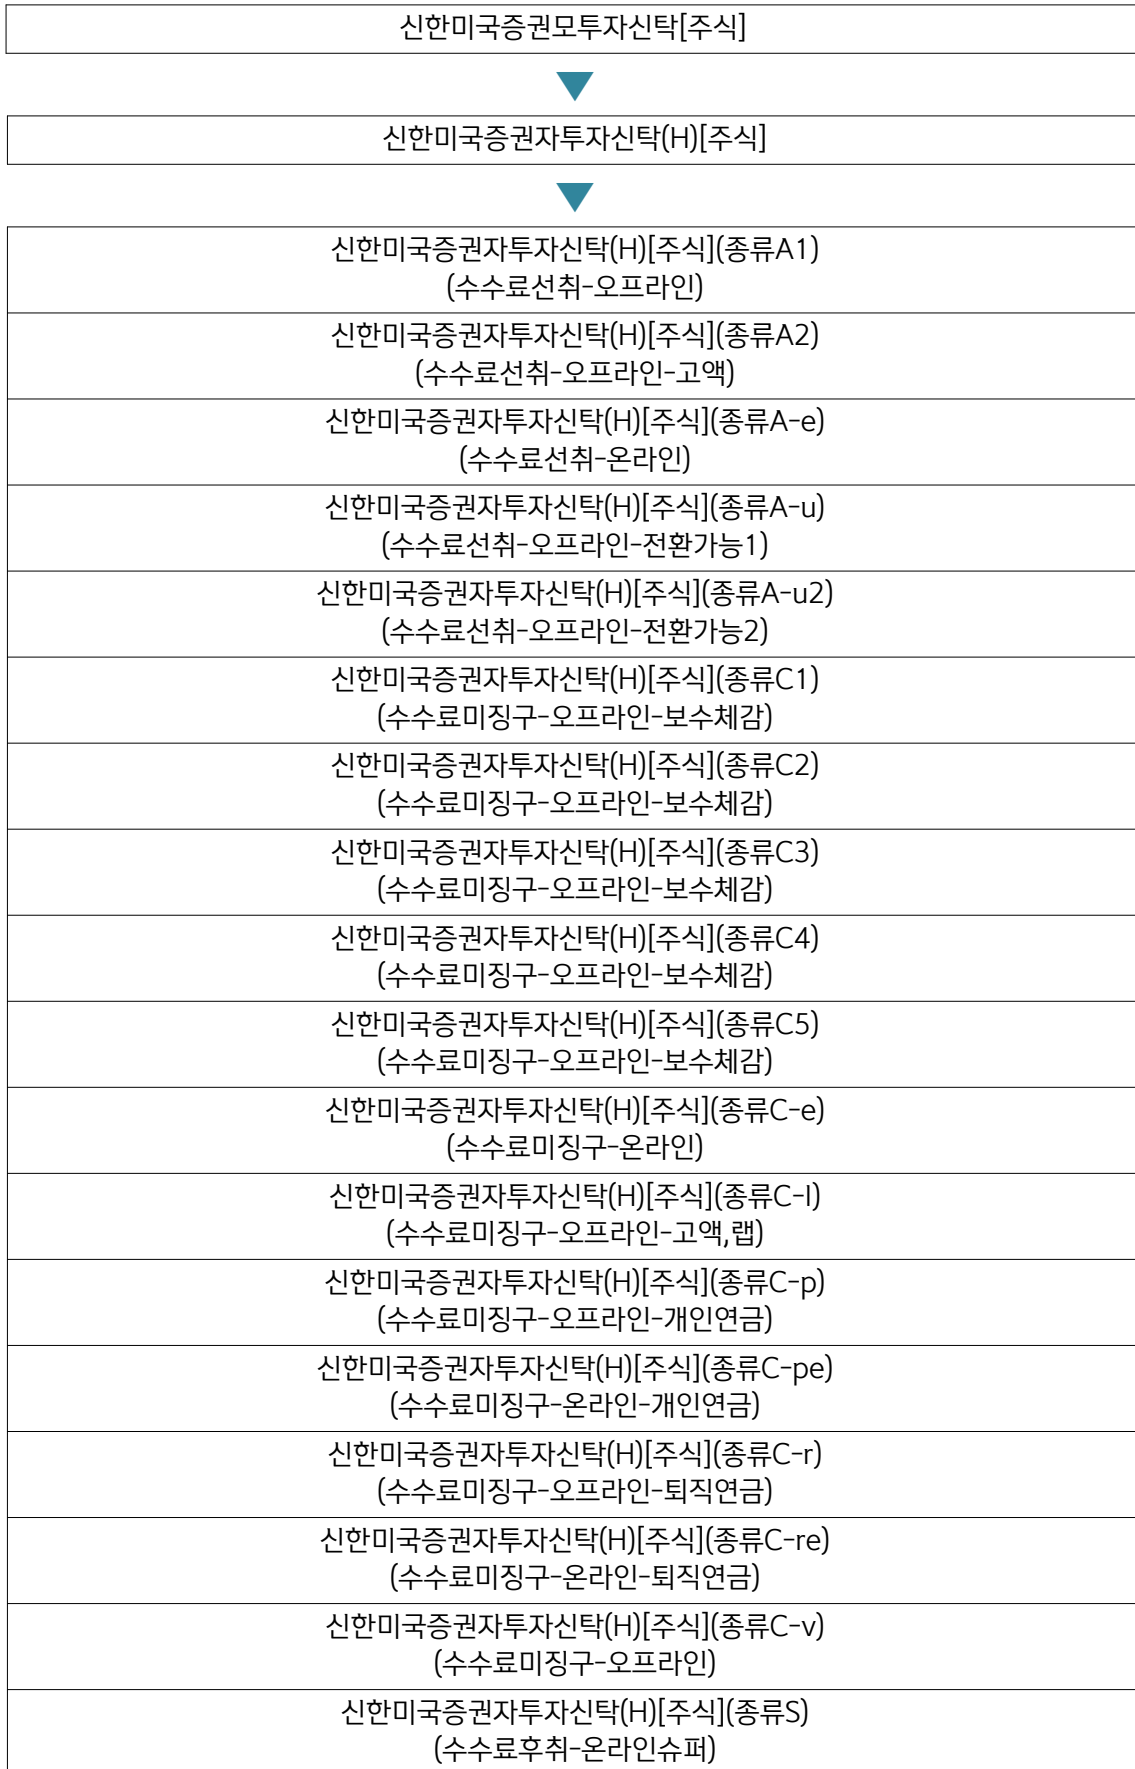 신한미국증권모투자신탁[주식]
신한미국증권자투자신탁(H)[주식]
신한미국증권자투자신탁(H)[주식](종류A1)
(수수료선취-오프라인)
신한미국증권자투자신탁(H)[주식](종류A2)
(수수료선취-오프라인-고액)
신한미국증권자투자신탁(H)[주식](종류A-e)
(수수료선취-온라인)
신한미국증권자투자신탁(H)[주식](종류A-u)
(수수료선취-오프라인-전환가능1)
신한미국증권자투자신탁(H)[주식](종류A-u2)
(수수료선취-오프라인-전환가능2)
신한미국증권자투자신탁(H)[주식](종류C1)
(수수료미징구-오프라인-보수체감)
신한미국증권자투자신탁(H)[주식](종류C2)
(수수료미징구-오프라인-보수체감)
신한미국증권자투자신탁(H)[주식](종류C3)
(수수료미징구-오프라인-보수체감)
신한미국증권자투자신탁(H)[주식](종류C4)
(수수료미징구-오프라인-보수체감)
신한미국증권자투자신탁(H)[주식](종류C5)
(수수료미징구-오프라인-보수체감)
신한미국증권자투자신탁(H)[주식](종류C-e)
(수수료미징구-온라인)
신한미국증권자투자신탁(H)[주식](종류C-I)
(수수료미징구-오프라인-고액,랩)
신한미국증권자투자신탁(H)[주식](종류C-p)
(수수료미징구-오프라인-개인연금)
신한미국증권자투자신탁(H)[주식](종류C-pe)
(수수료미징구-온라인-개인연금)
신한미국증권자투자신탁(H)[주식](종류C-r)
(수수료미징구-오프라인-퇴직연금)
신한미국증권자투자신탁(H)[주식](종류C-re)
(수수료미징구-온라인-퇴직연금)
신한미국증권자투자신탁(H)[주식](종류C-v)
(수수료미징구-오프라인)
신한미국증권자투자신탁(H)[주식](종류S)
(수수료후취-온라인슈퍼)